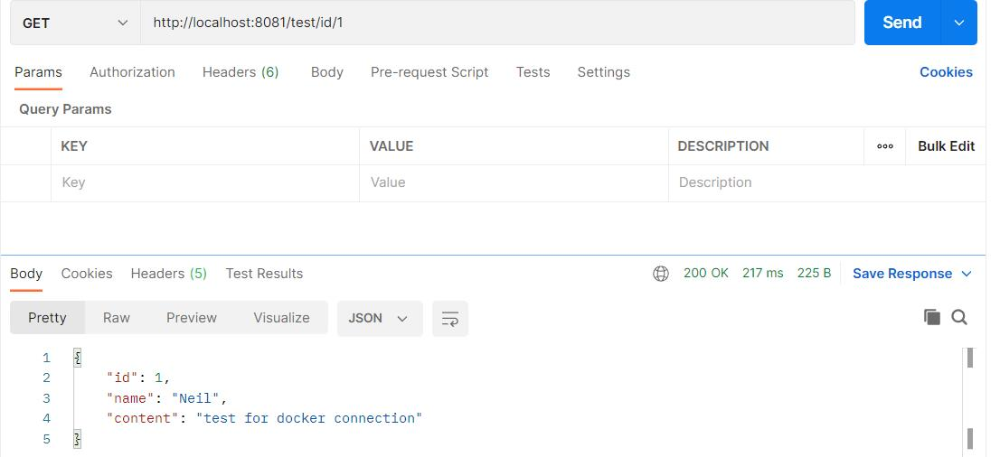 GET http://localhost:8081/test/id/1 Send
Params Authorization Headers (6) Body Pre-request Script Tests Settings Cookies
Query Params
KEY VALUE DESCRIPTION ooo Bulk Edit
Key Value Description
Body Cookies Headers (5) Test Results 200 OK 217 ms 225 B Save Response
Pretty Raw Preview Visualize JSON
1 {
2 "id": 1,
3 "name": "Neil",
4 "content": "test for docker connection"
5 }